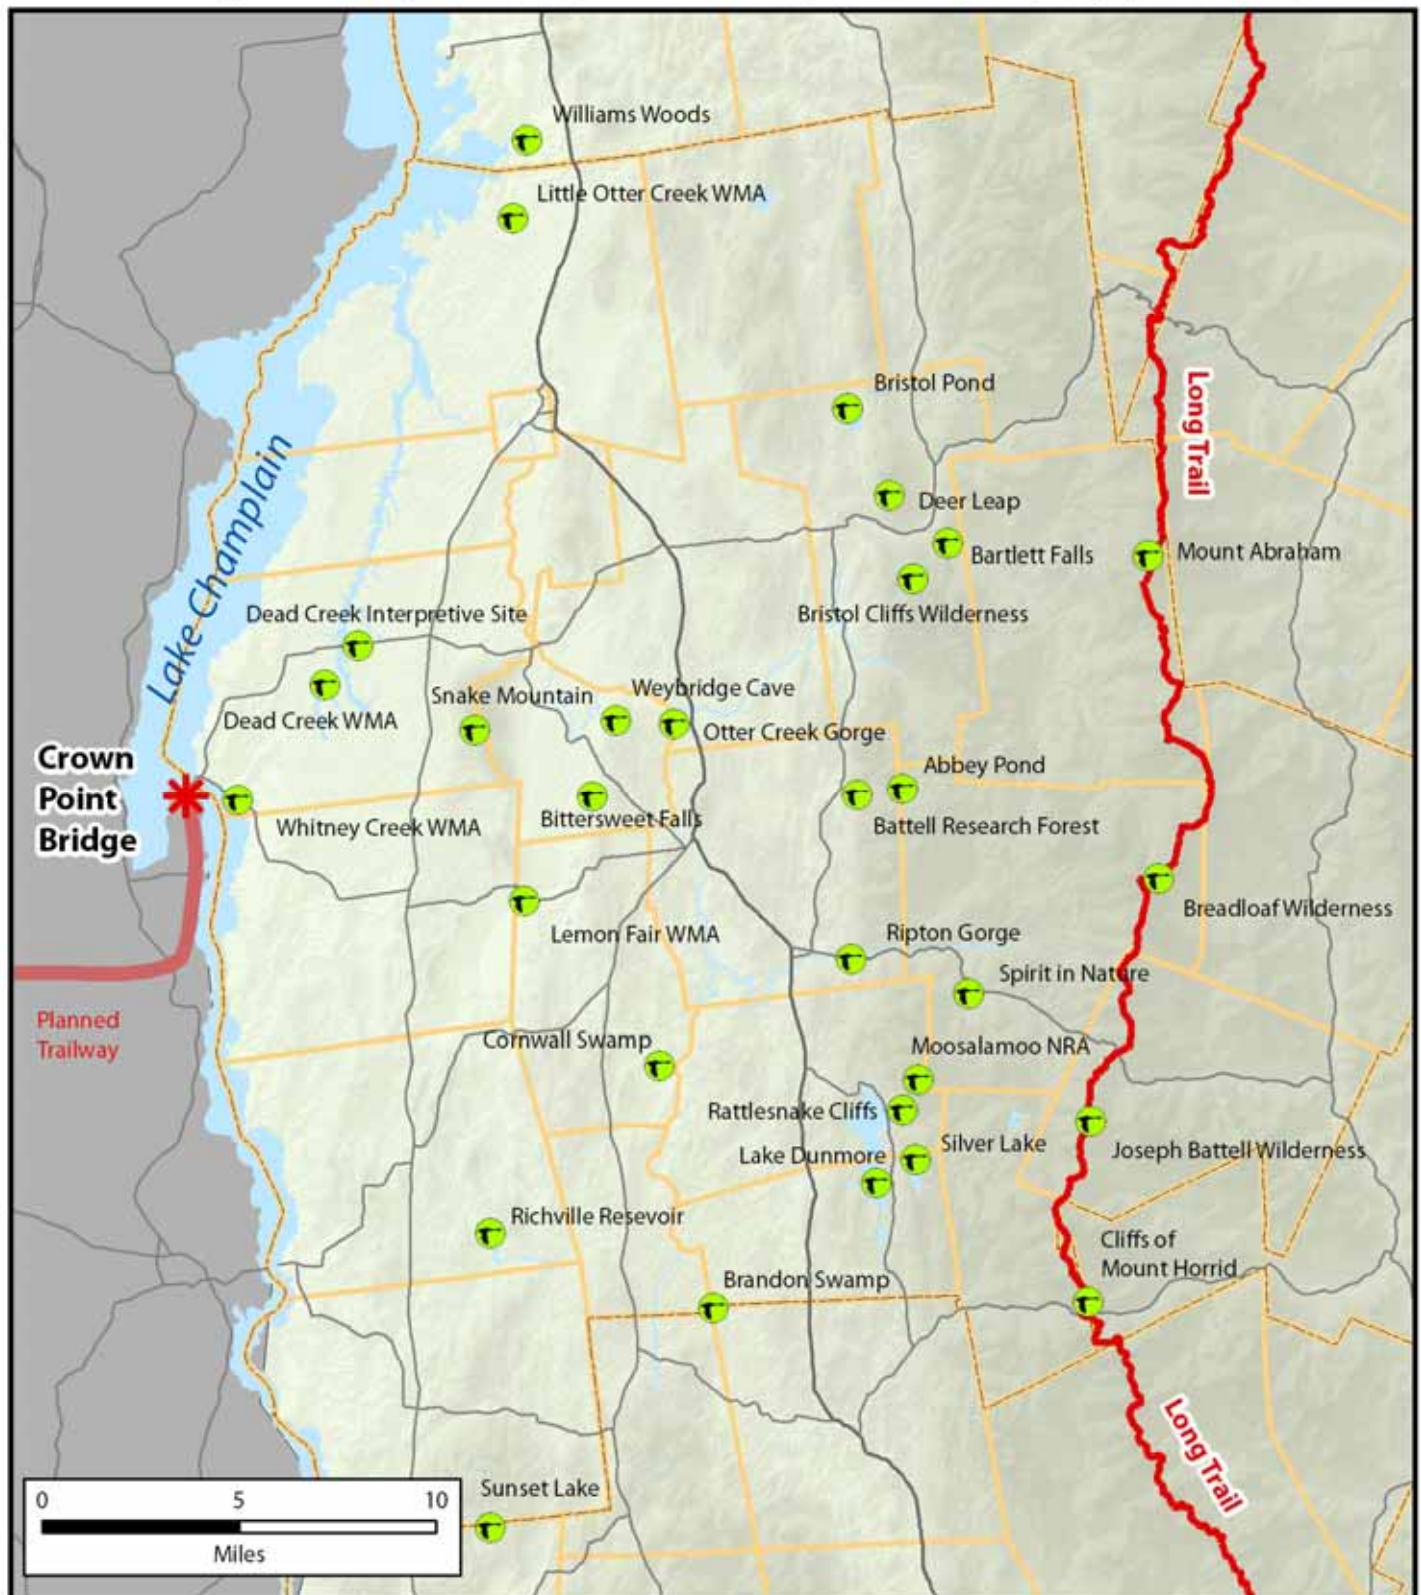 Williams Woods
Little Otter Creek WMA
Bristol Pond
Long Trail
Lake Champlain
Deer Leap
Bartlett Falls
Mount Abraham
Dead Creek Interpretive Site
Bristol Cliffs Wilderness
Snake Mountain
Weybridge Cave
Dead Creek WMA
Otter Creek Gorge
Crown
Point
Bridge
Abbey Pond
Whitney Creek WMA
Bittersweet Falls
Battell Research Forest
Breadloaf Wilderness
Lemon Fair WMA
Ripton Gorge
Spirit in Nature
Planned
Trailway
Cornwall Swamp
Moosalamoo NRA
Rattlesnake Cliffs
Silver Lake
Lake Dunmore
Joseph Battell Wilderness
Richville Resevoir
Cliffs of
Mount Horrid
Brandon Swamp
Long Trail
Sunset Lake
0 5 10
Miles